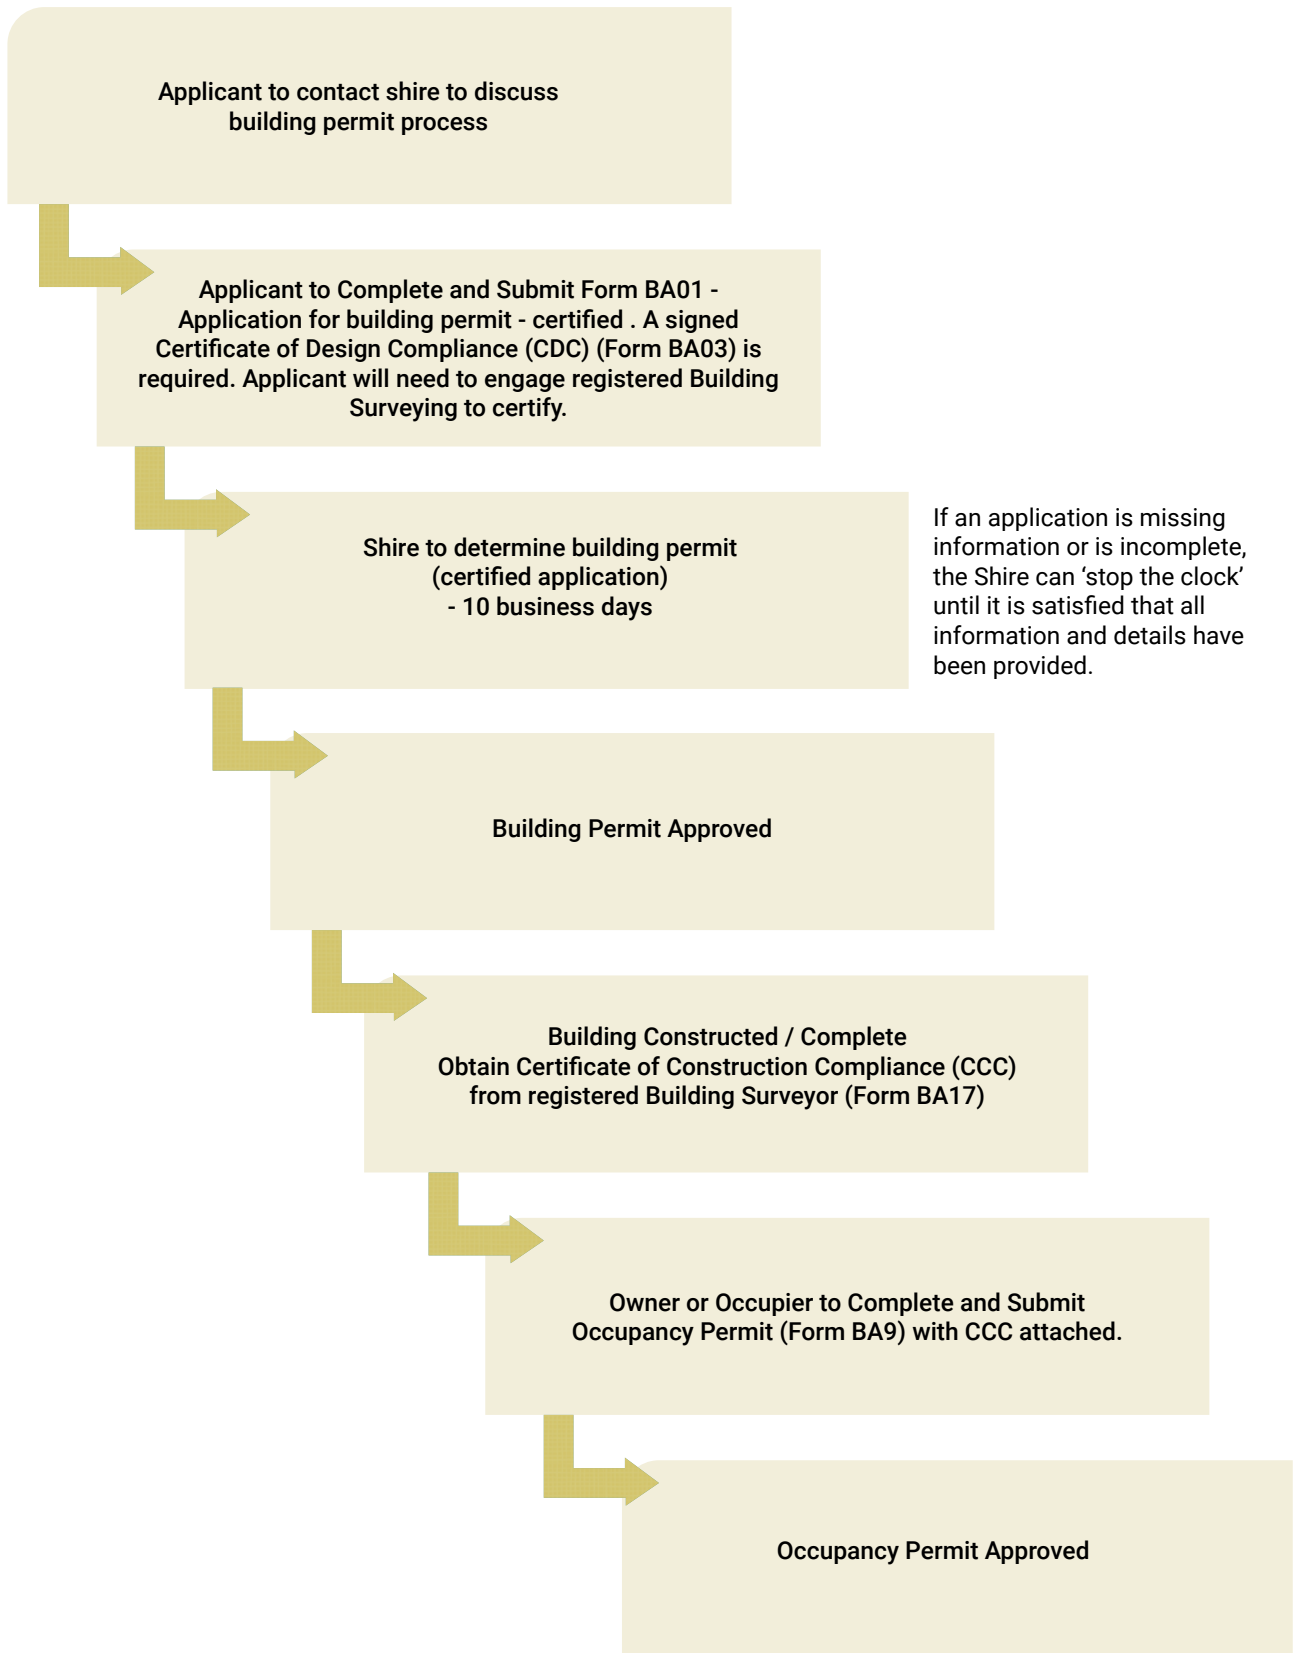 Applicant to contact shire to discuss
building permit process
Applicant to Complete and Submit Form BA01 -
Application for building permit - certified . A signed
Certificate of Design Compliance (CDC) (Form BA03) is
required. Applicant will need to engage registered Building
Surveying to certify.
Shire to determine building permit
(certified application)
- 10 business days
If an application is missing
information or is incomplete,
the Shire can ‘stop the clock’
until it is satisfied that all
information and details have
been provided.
Building Permit Approved
Building Constructed / Complete
Obtain Certificate of Construction Compliance (CCC)
from registered Building Surveyor (Form BA17)
Owner or Occupier to Complete and Submit
Occupancy Permit (Form BA9) with CCC attached.
Occupancy Permit Approved